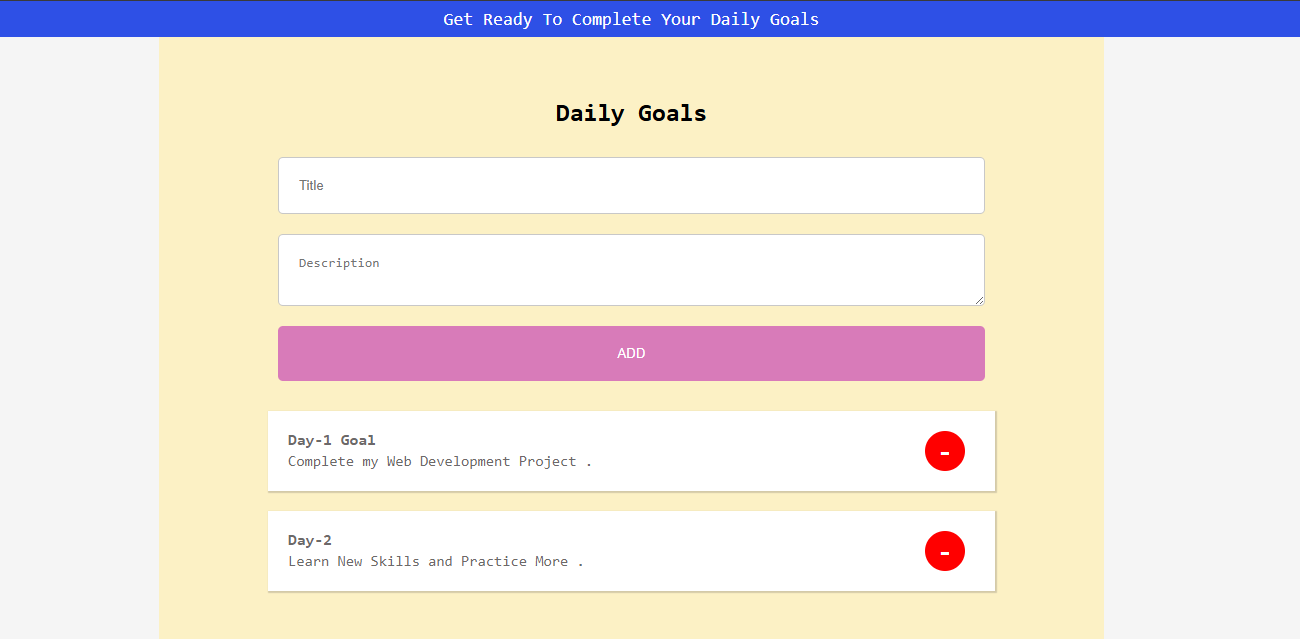 Get Ready To Complete Your Daily Goals
Daily Goals
Title
Description
ADD
Day-1 Goal
Complete my Web Development Project .
-
Day-2
Learn New Skills and Practice More .
-